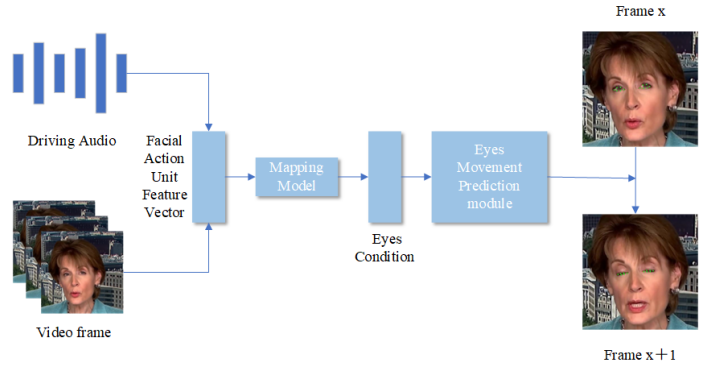 Frame x
Driving Audio
Facial
Action
Unit
Feature
Vector
Mapping
Model
Eyes
Movement
Prediction
module
Eyes
Condition
Video frame
Frame x＋1